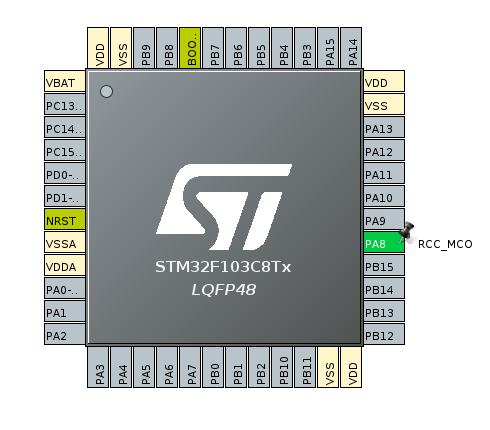 VDD
VSS
PB9
PB8
BOO..
PB7
PB6
PB5
PB4
PB3
PA15
PA14
VBAT
PC13..
PC14..
PC15..
PD0-..
PD1-..
NRST
VSSA
VDDA
PA0-..
PA1
PA2
VDD
VSS
PA13
PA12
PA11
PA10
PA9
PA8 RCC_MCO
PB15
PB14
PB13
PB12
ST
STM32F103C8Tx
LQFP48
PA3
PA4
PA5
PA6
PA7
PB0
PB1
PB2
PB10
PB11
VSS
VDD